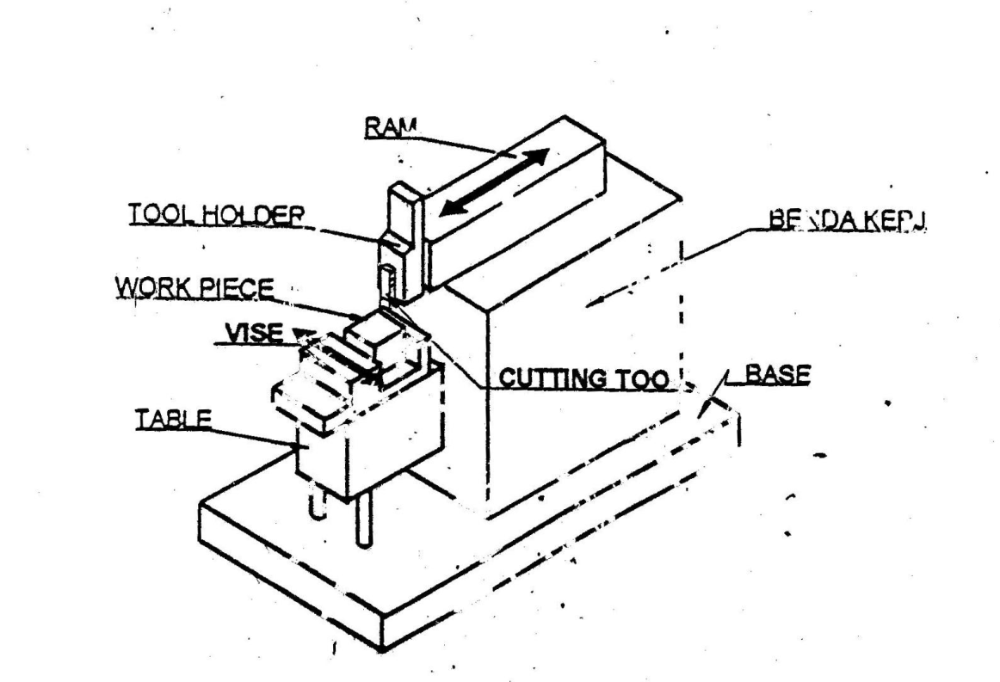 RAM
TOOL HOLDER
WORK PIECE
VISE
CUTTING TOO
BASE
TABLE